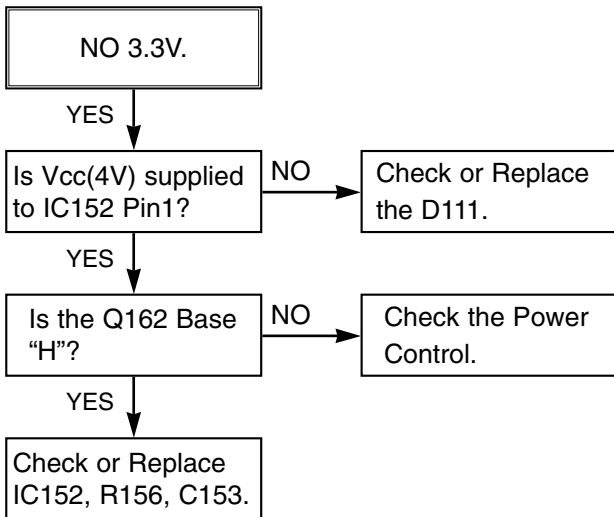 NO 3.3V.
YES
Is Vcc(4V) supplied
to IC152 Pin1?
NO
Check or Replace
the D111.
YES
Is the Q162 Base
“H”?
NO
Check the Power
Control.
YES
Check or Replace
IC152, R156, C153.